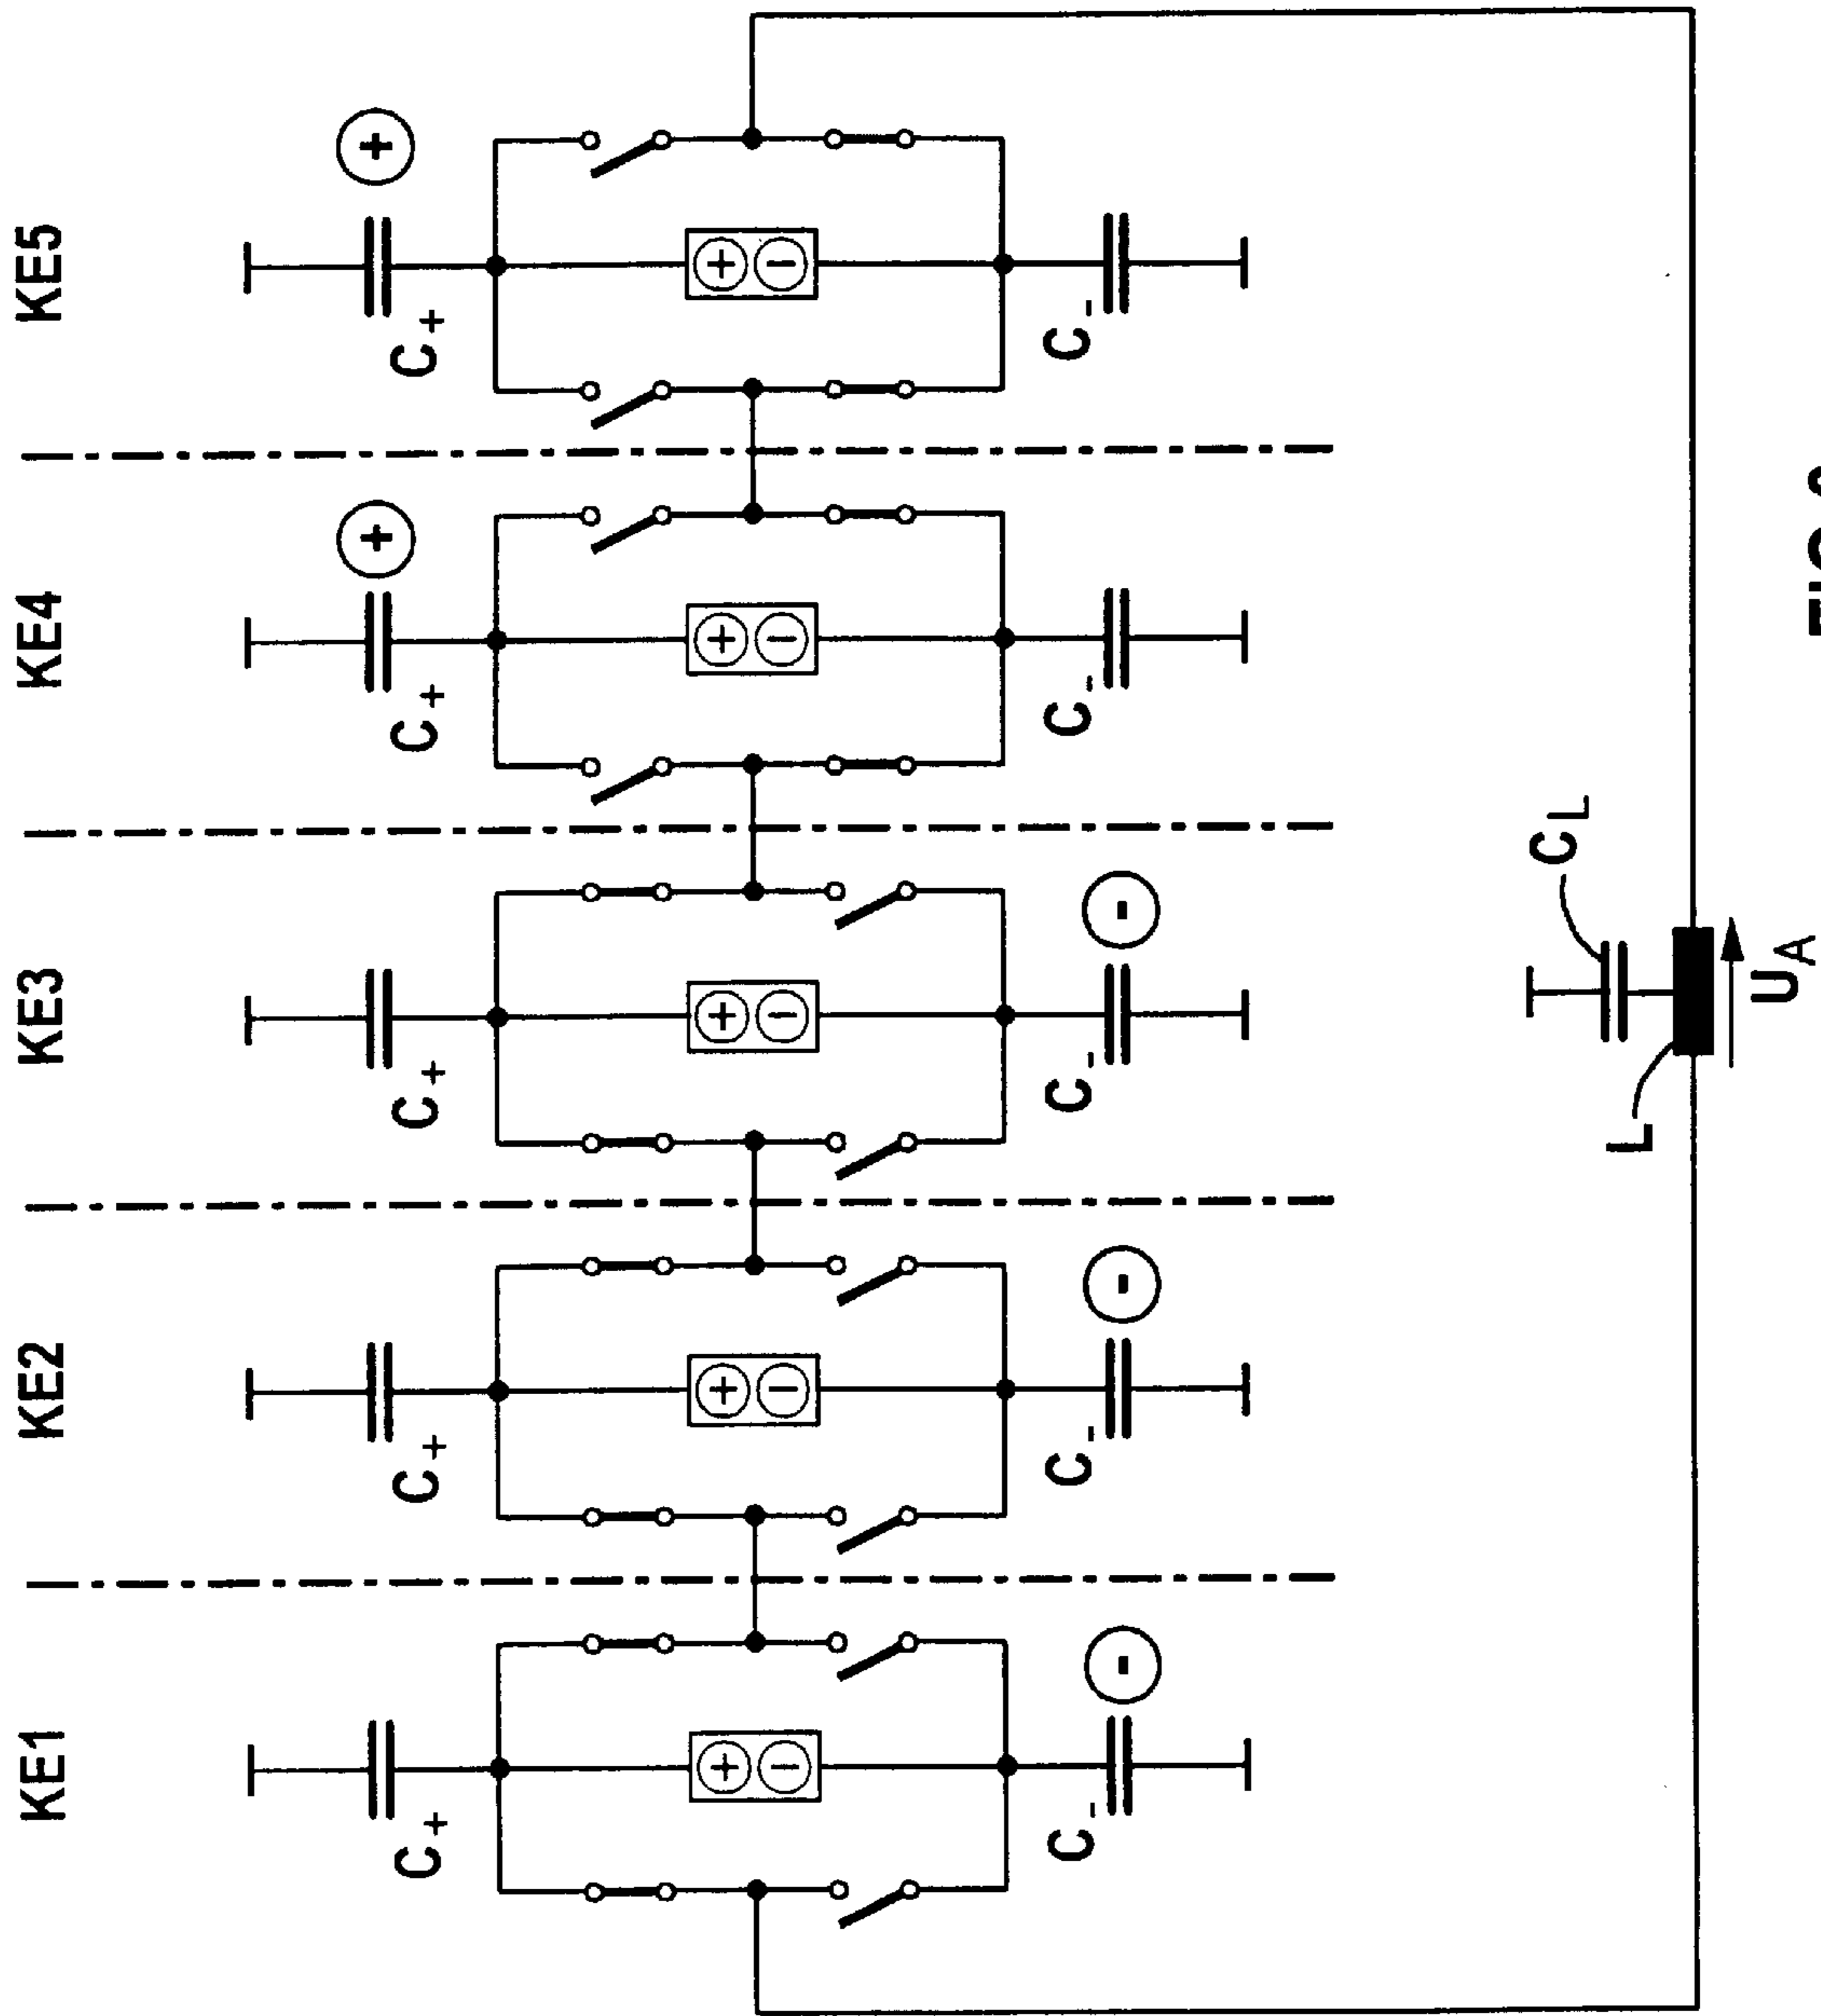 KE1 KE2 KE3 KE4 KE5
C+ C+ C+ C+ C+
+ +
+ + + + +
- - - - -
C- C- C- C- C-
- - -
CL
L
UA